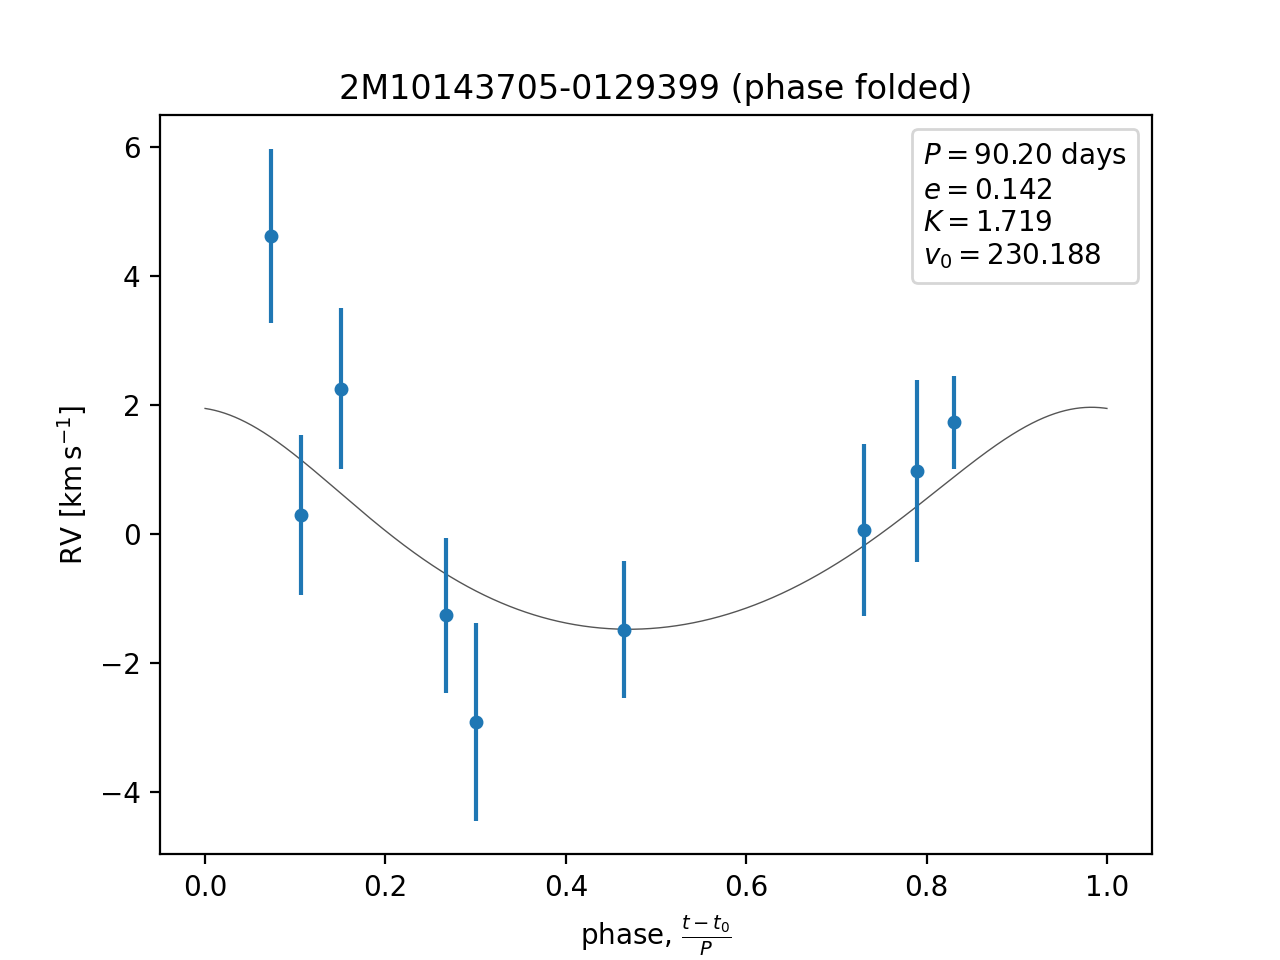 2M10143705-0129399 (phase folded)
P = 90.20 days
e = 0.142
K = 1.719
v₀ = 230.188
RV [km s⁻¹]
6
4
2
0
−2
−4
0.0 0.2 0.4 0.6 0.8 1.0
phase, (t − t₀)/P